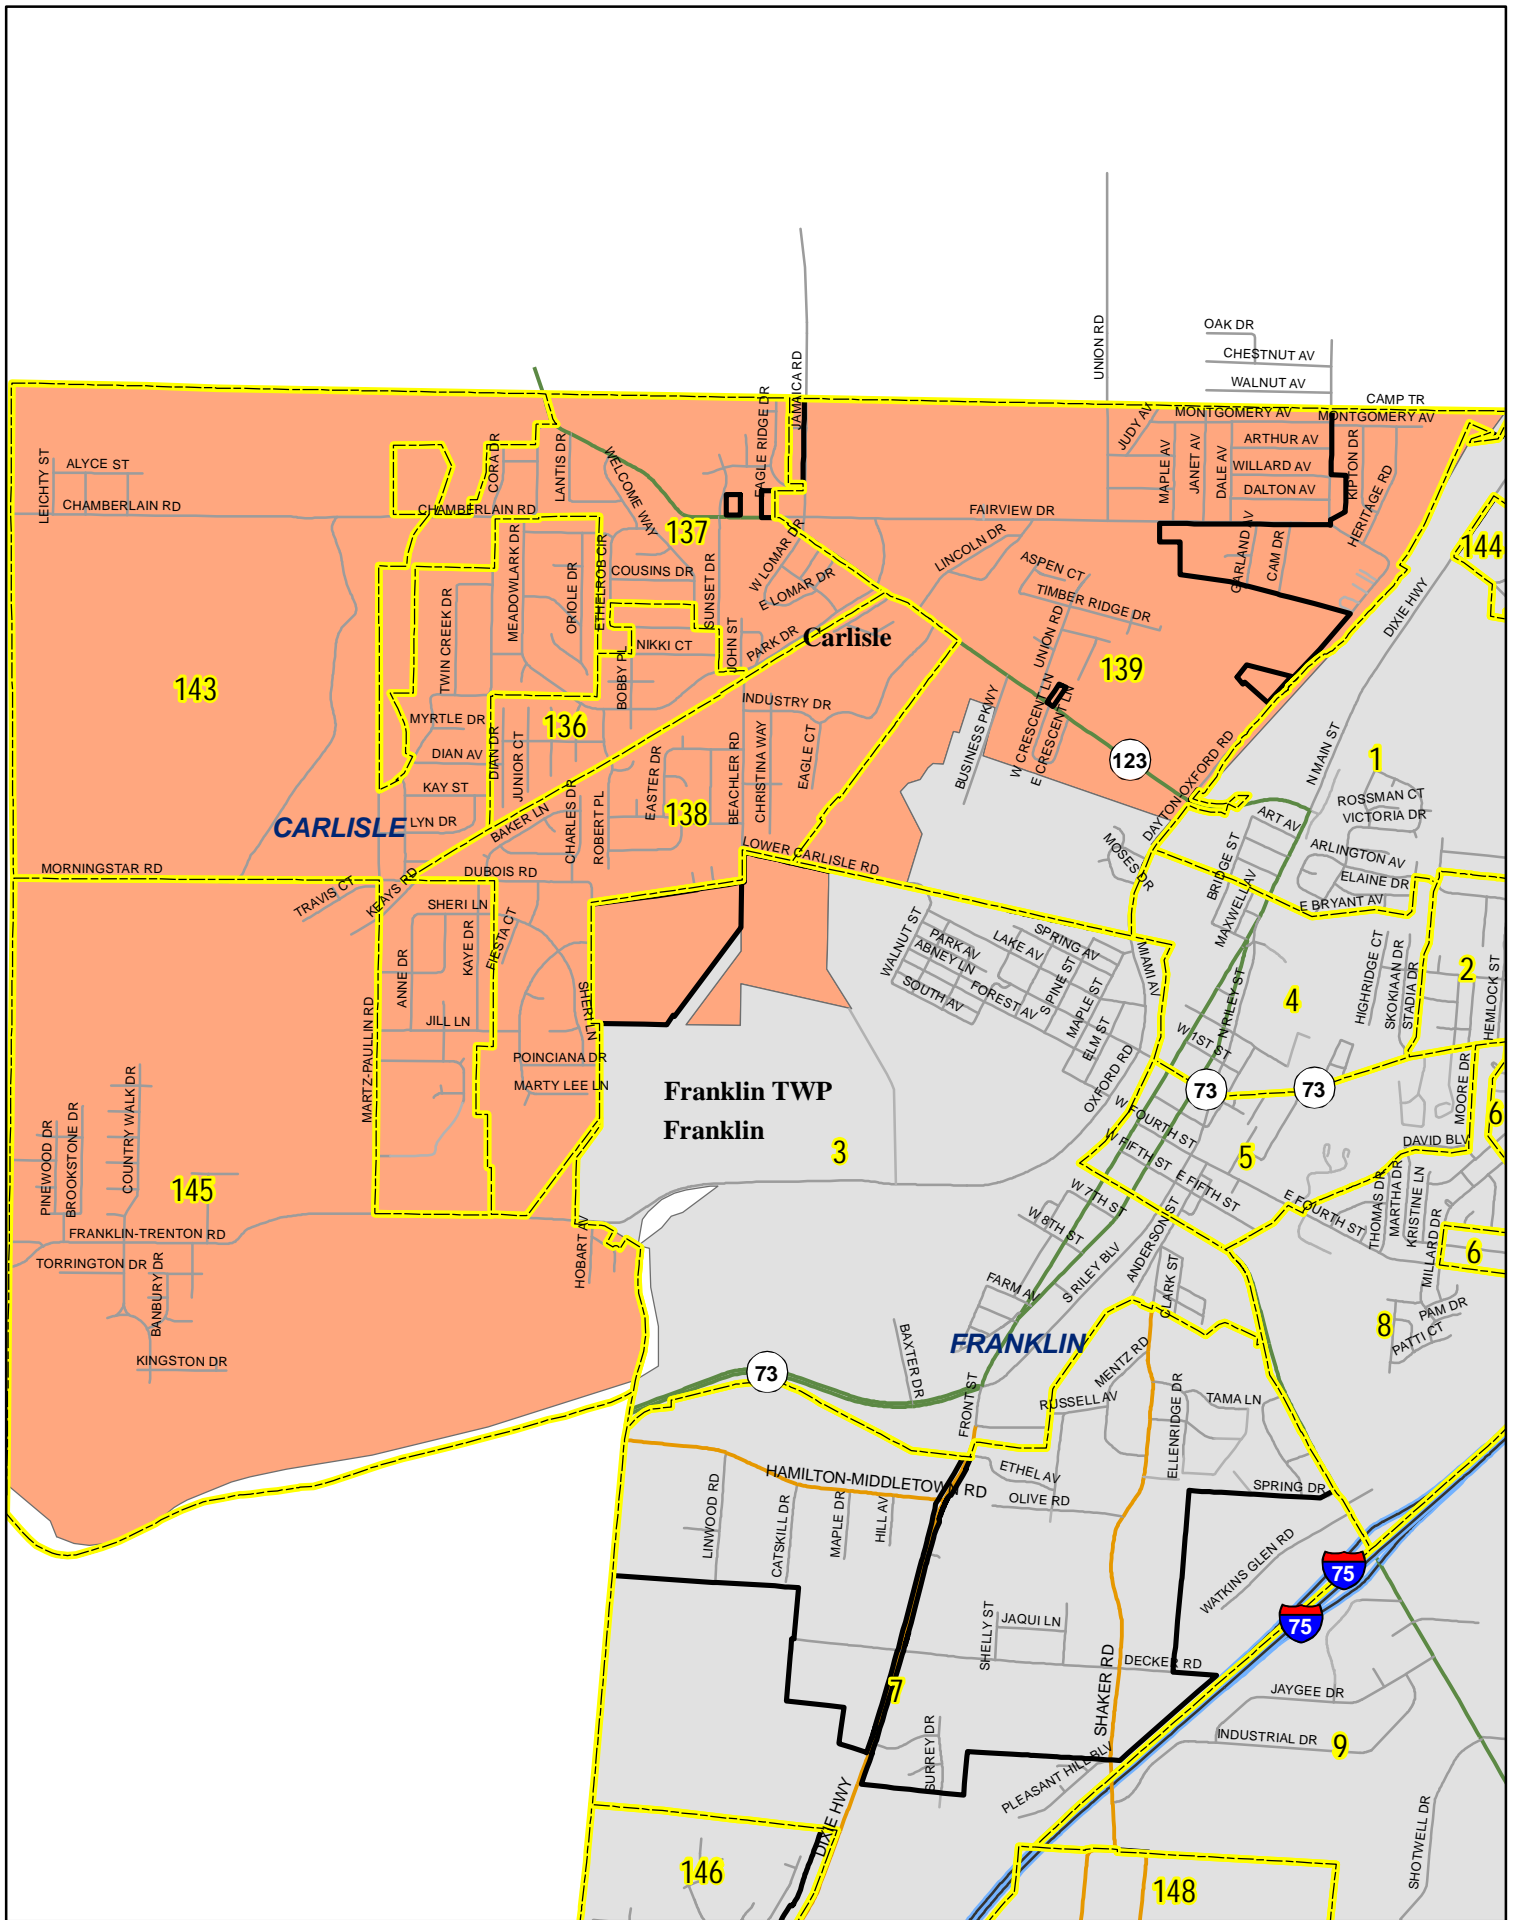 OAK DR
CHESTNUT AV
WALNUT AV
UNION RD
JAMAICA RD
CAMP TR
MONTGOMERY AV
MONTGOMERY AV
JUDY AV
ARTHUR AV
WILLARD AV
DALTON AV
MAPLE AV
JANET AV
DALE AV
KIPTON DR
HERITAGE RD
EAGLE RIDGE DR
LEICHTY ST
ALYCE ST
CHAMBERLAIN RD
CORA DR
LANTIS DR
WELCOME WAY
CHAMBERLAIN RD
137
FAIRVIEW DR
LINCOLN DR
GARLAND AV
CAM DR
144
MEADOWLARK DR
ORIOLE DR
ETHELROB CIR
COUSINS DR
SUNSET DR
W LOMAR DR
E LOMAR DR
ASPEN CT
TIMBER RIDGE DR
DIXIE HWY
TWIN CREEK DR
NIKKI CT
JOHN ST
PARK DR
Carlisle
UNION RD
139
143
BOBBY PL
INDUSTRY DR
BUSINESS PKWY
W CRESCENT LN
E CRESCENT LN
MYRTLE DR
136
DIAN AV
DIAN DR
JUNIOR CT
EASTER DR
BEACHLER RD
CHRISTINA WAY
EAGLE CT
123
DAYTON-OXFORD RD
N MAIN ST
1
KAY ST
CHARLES DR
ROBERT PL
138
ROSSMAN CT
VICTORIA DR
CARLISLE
LYN DR
BAKER LN
ART AV
LOWER CARLISLE RD
MOSES DR
BRIDGE ST
ARLINGTON AV
ELAINE DR
E BRYANT AV
MORNINGSTAR RD
DUBOIS RD
TRAVIS CT
KEAYS RD
SHERI LN
KAYE DR
FIESTA CT
ANNE DR
MAXWELL AV
WALNUT ST
PARK AV
ABNEY LN
SOUTH AV
LAKE AV
SPRING AV
FOREST AV
S PINE ST
MAPLE ST
ELM ST
MIAMI AV
HIGHRIDGE CT
SKOKIAAN DR
STADIA DR
2
HEMLOCK ST
4
N RILEY ST
W 1ST ST
MARTZ-PAULLIN RD
JILL LN
SHERI LN
POINCIANA DR
MARTY LEE LN
Franklin TWP
Franklin
3
OXFORD RD
73
73
MOORE DR
6
W FOURTH ST
W FIFTH ST
E FIFTH ST
5
DAVID BLV
PINEWOOD DR
BROOKSTONE DR
COUNTRY WALK DR
145
FRANKLIN-TRENTON RD
TORRINGTON DR
BANBURY DR
KINGSTON DR
HOBART AV
W 7TH ST
W 8TH ST
S RILEY BLV
ANDERSON ST
E FOURTH ST
THOMAS DR
MARTHA DR
KRISTINE LN
MILLARD DR
6
CLARK ST
FARM AV
8
PAM DR
PATTI CT
FRANKLIN
BAXTER DR
73
MENTZ RD
FRONT ST
RUSSELL AV
ELLENRIDGE DR
TAMA LN
HAMILTON-MIDDLETOWN RD
ETHEL AV
OLIVE RD
SPRING DR
LINWOOD RD
CATSKILL DR
MAPLE DR
HILL AV
WATKINS GLEN RD
75
75
SHELLY ST
JAQUI LN
DECKER RD
SHAKER RD
7
JAYGEE DR
INDUSTRIAL DR
9
SURREY DR
PLEASANT HILL BLV
DIXIE HWY
SHOTWELL DR
146
148